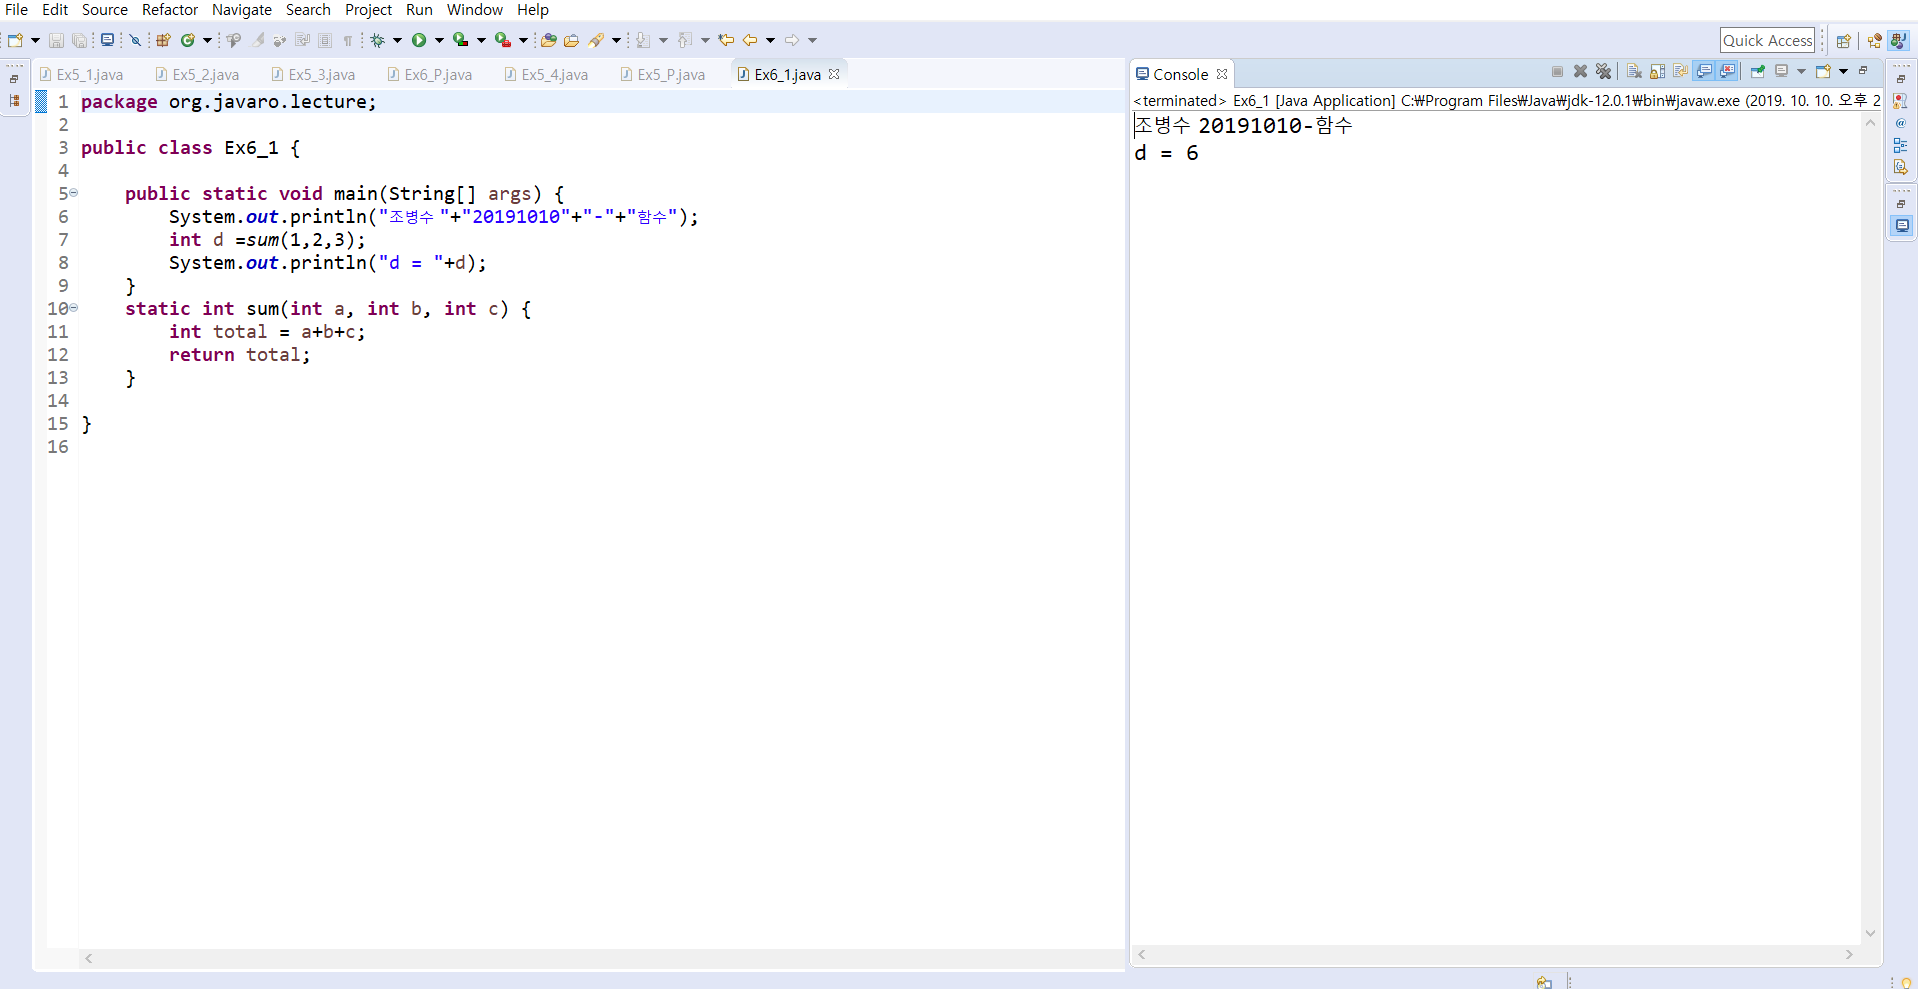 File Edit Source Refactor Navigate Search Project Run Window Help
Quick Access
Ex5_1.java Ex5_2.java Ex5_3.java Ex6_P.java Ex5_4.java Ex5_P.java Ex6_1.java
1 package org.javaro.lecture;
2
3 public class Ex6_1 {
4
5 public static void main(String[] args) {
6 System.out.println("조병수 "+"20191010"+"-"+"함수");
7 int d =sum(1,2,3);
8 System.out.println("d = "+d);
9 }
10 static int sum(int a, int b, int c) {
11 int total = a+b+c;
12 return total;
13 }
14
15 }
16
Console
<terminated> Ex6_1 [Java Application] C:₩Program Files₩Java₩jdk-12.0.1₩bin₩javaw.exe (2019. 10. 10. 오후 2
조병수 20191010-함수
d = 6